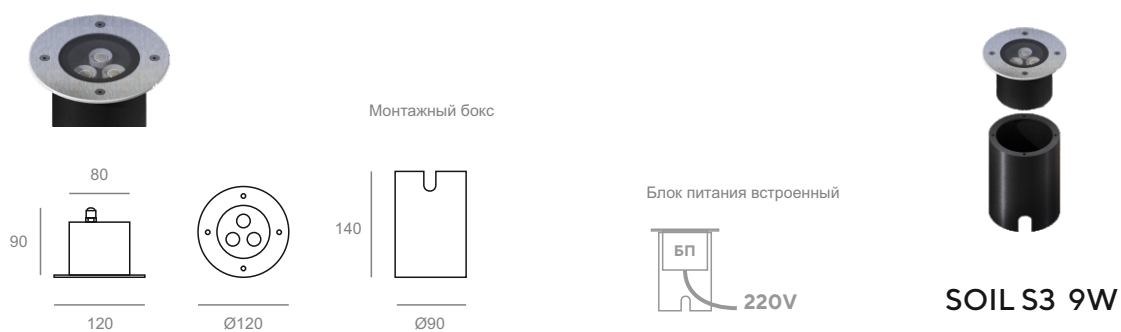 Монтажный бокс
80
90
120
Ø120
140
Ø90
Блок питания встроенный
БП
220V
SOIL S3 9W